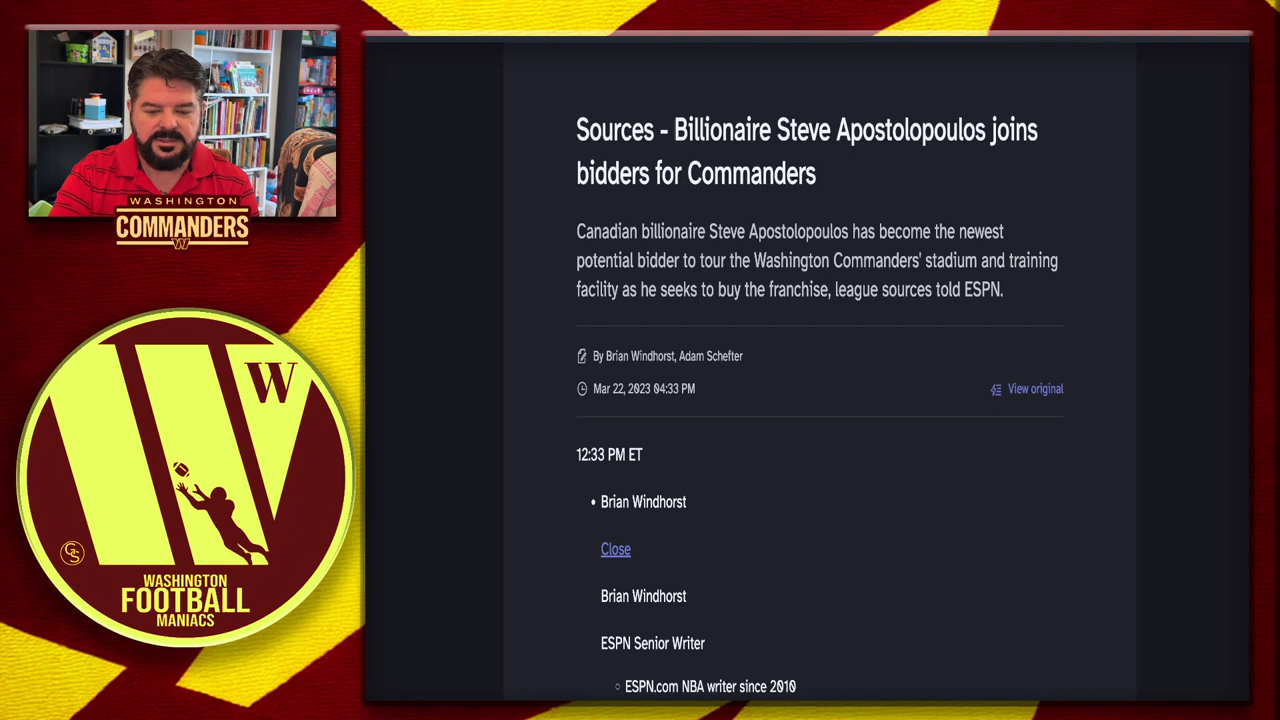 WASHINGTON
COMMANDERS
W
W
GS
WASHINGTON
FOOTBALL
MANIACS
Sources - Billionaire Steve Apostolopoulos joins
bidders for Commanders
Canadian billionaire Steve Apostolopoulos has become the newest
potential bidder to tour the Washington Commanders' stadium and training
facility as he seeks to buy the franchise, league sources told ESPN.
By Brian Windhorst, Adam Schefter
Mar 22, 2023 04:33 PM
View original
12:33 PM ET
• Brian Windhorst
Close
Brian Windhorst
ESPN Senior Writer
○ ESPN.com NBA writer since 2010